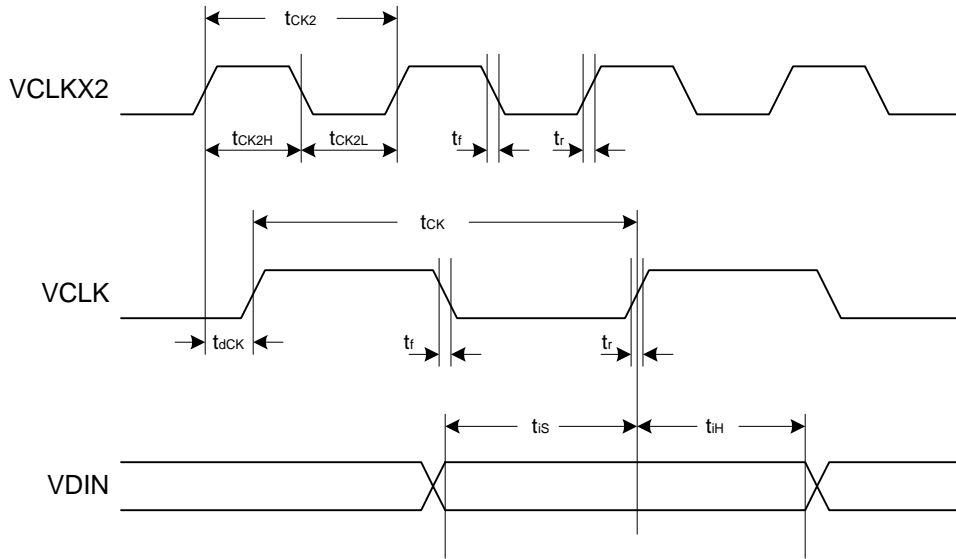 tCK2
VCLKX2
tCK2H tCK2L tf tr
tCK
VCLK
tdCK tf tr
tiS tiH
VDIN